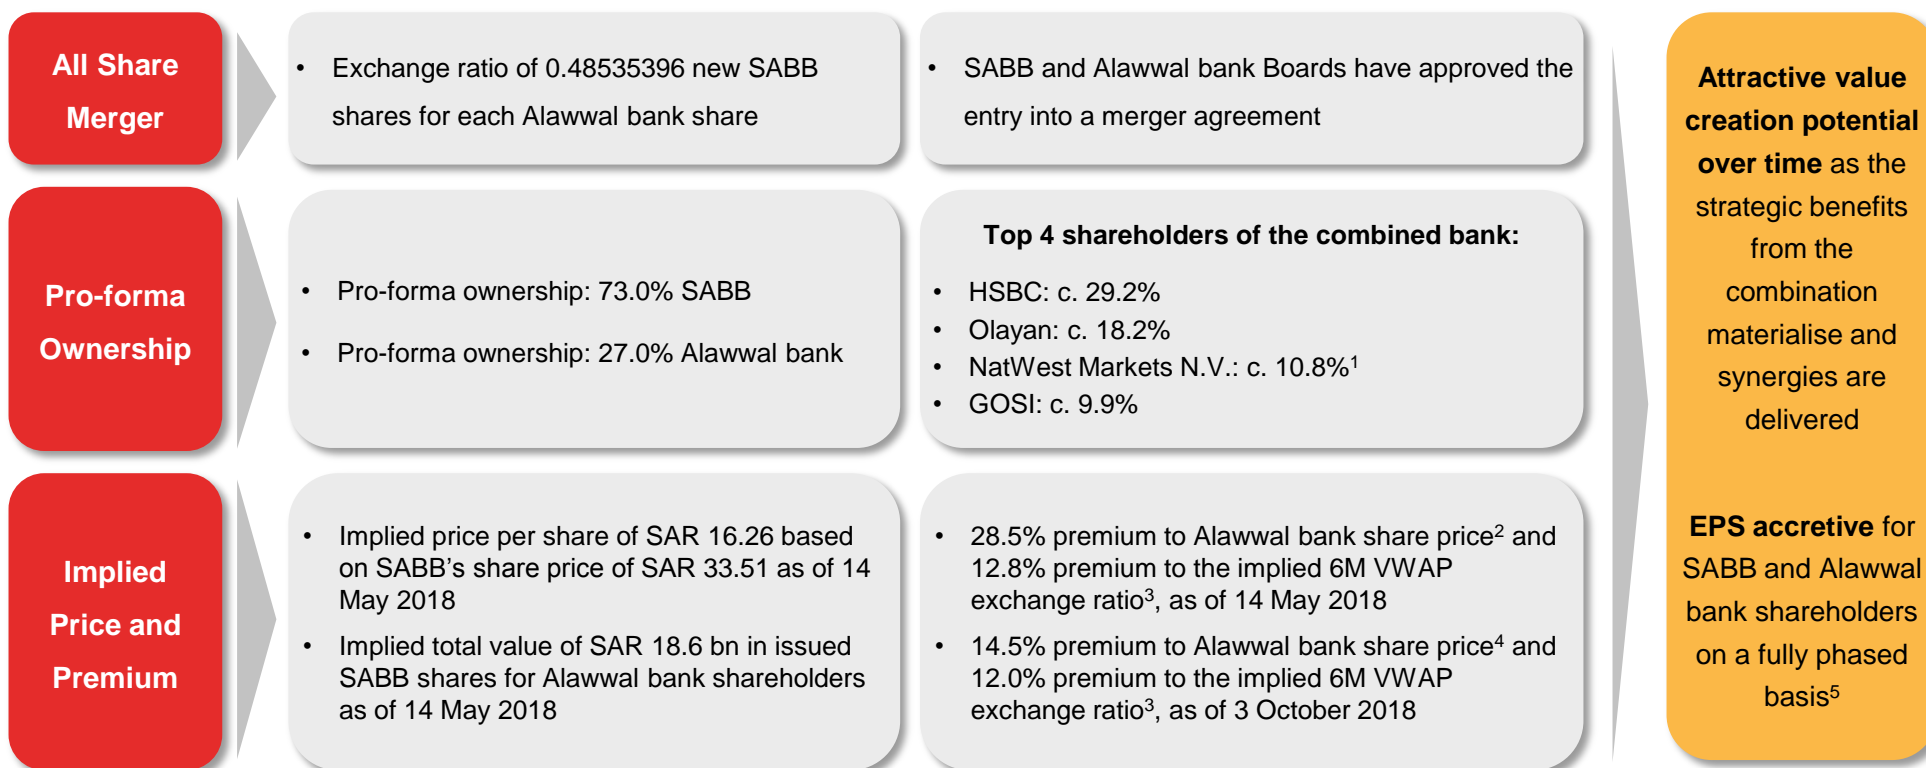 All Share
Merger
• Exchange ratio of 0.48535396 new SABB
shares for each Alawwal bank share
• SABB and Alawwal bank Boards have approved the
entry into a merger agreement
Pro-forma
Ownership
• Pro-forma ownership: 73.0% SABB
• Pro-forma ownership: 27.0% Alawwal bank
Top 4 shareholders of the combined bank:
• HSBC: c. 29.2%
• Olayan: c. 18.2%
• NatWest Markets N.V.: c. 10.8%¹
• GOSI: c. 9.9%
Implied
Price and
Premium
• Implied price per share of SAR 16.26 based
on SABB’s share price of SAR 33.51 as of 14
May 2018
• Implied total value of SAR 18.6 bn in issued
SABB shares for Alawwal bank shareholders
as of 14 May 2018
• 28.5% premium to Alawwal bank share price² and
12.8% premium to the implied 6M VWAP
exchange ratio³, as of 14 May 2018
• 14.5% premium to Alawwal bank share price⁴ and
12.0% premium to the implied 6M VWAP
exchange ratio³, as of 3 October 2018
Attractive value
creation potential
over time as the
strategic benefits
from the
combination
materialise and
synergies are
delivered
EPS accretive for
SABB and Alawwal
bank shareholders
on a fully phased
basis⁵